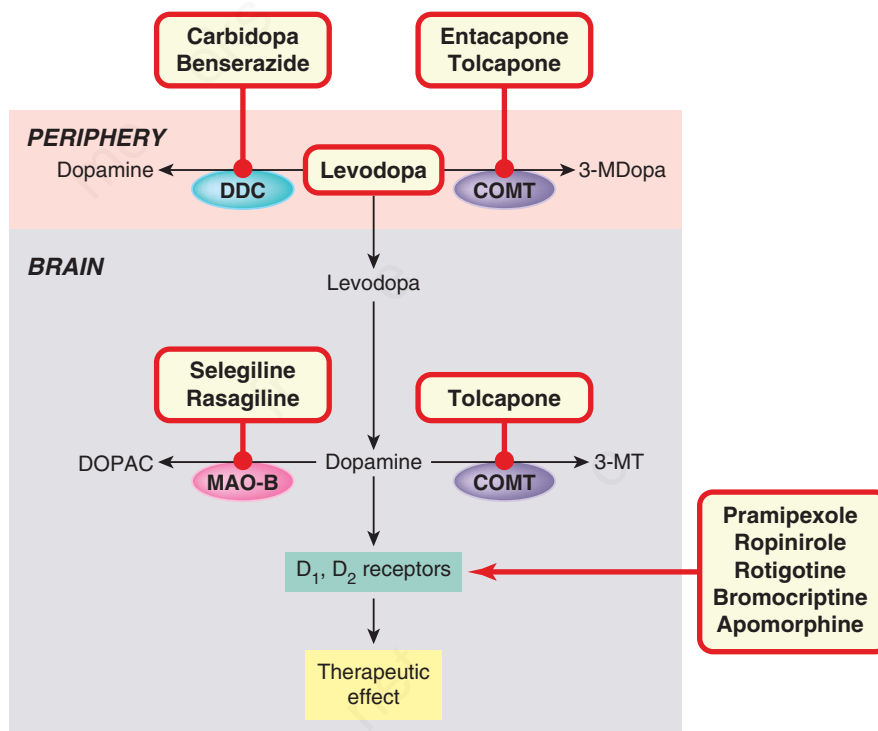 Carbidopa
Benserazide
Entacapone
Tolcapone
PERIPHERY
Dopamine
DDC
Levodopa
COMT
3-MDopa
BRAIN
Levodopa
Selegiline
Rasagiline
Tolcapone
DOPAC
MAO-B
Dopamine
COMT
3-MT
Pramipexole
Ropinirole
Rotigotine
Bromocriptine
Apomorphine
D1, D2 receptors
Therapeutic
effect